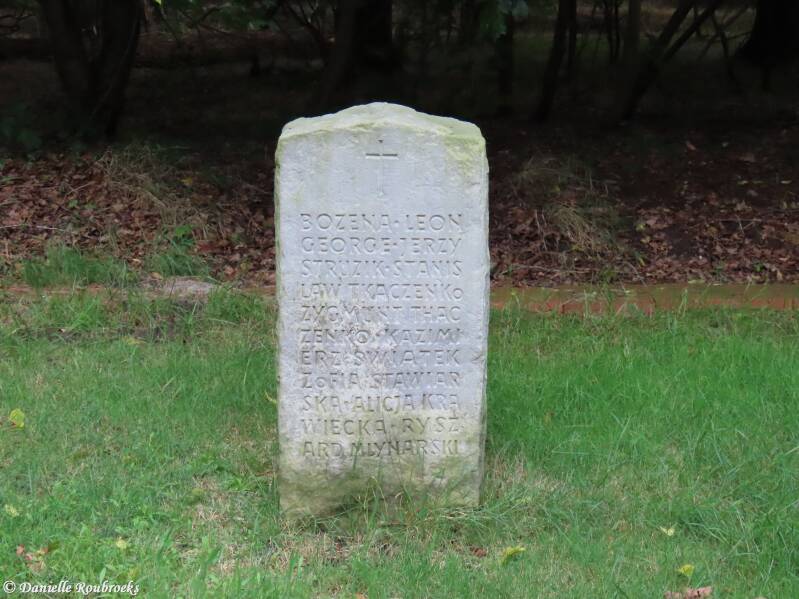 BOZENA · LEON
GEORGE · JERZY
STRUZIK · STANIS
ŁAW TKACZENKO
ZYGMUNT THAC
ZENKO · KAZIMI
ERZ · SWIATEK
ZOFIA · STAWIAR
SKA · ALICJA KRA
WIECKA · RYSZ
ARD MLYNARSKI
© Danielle Roubroeks